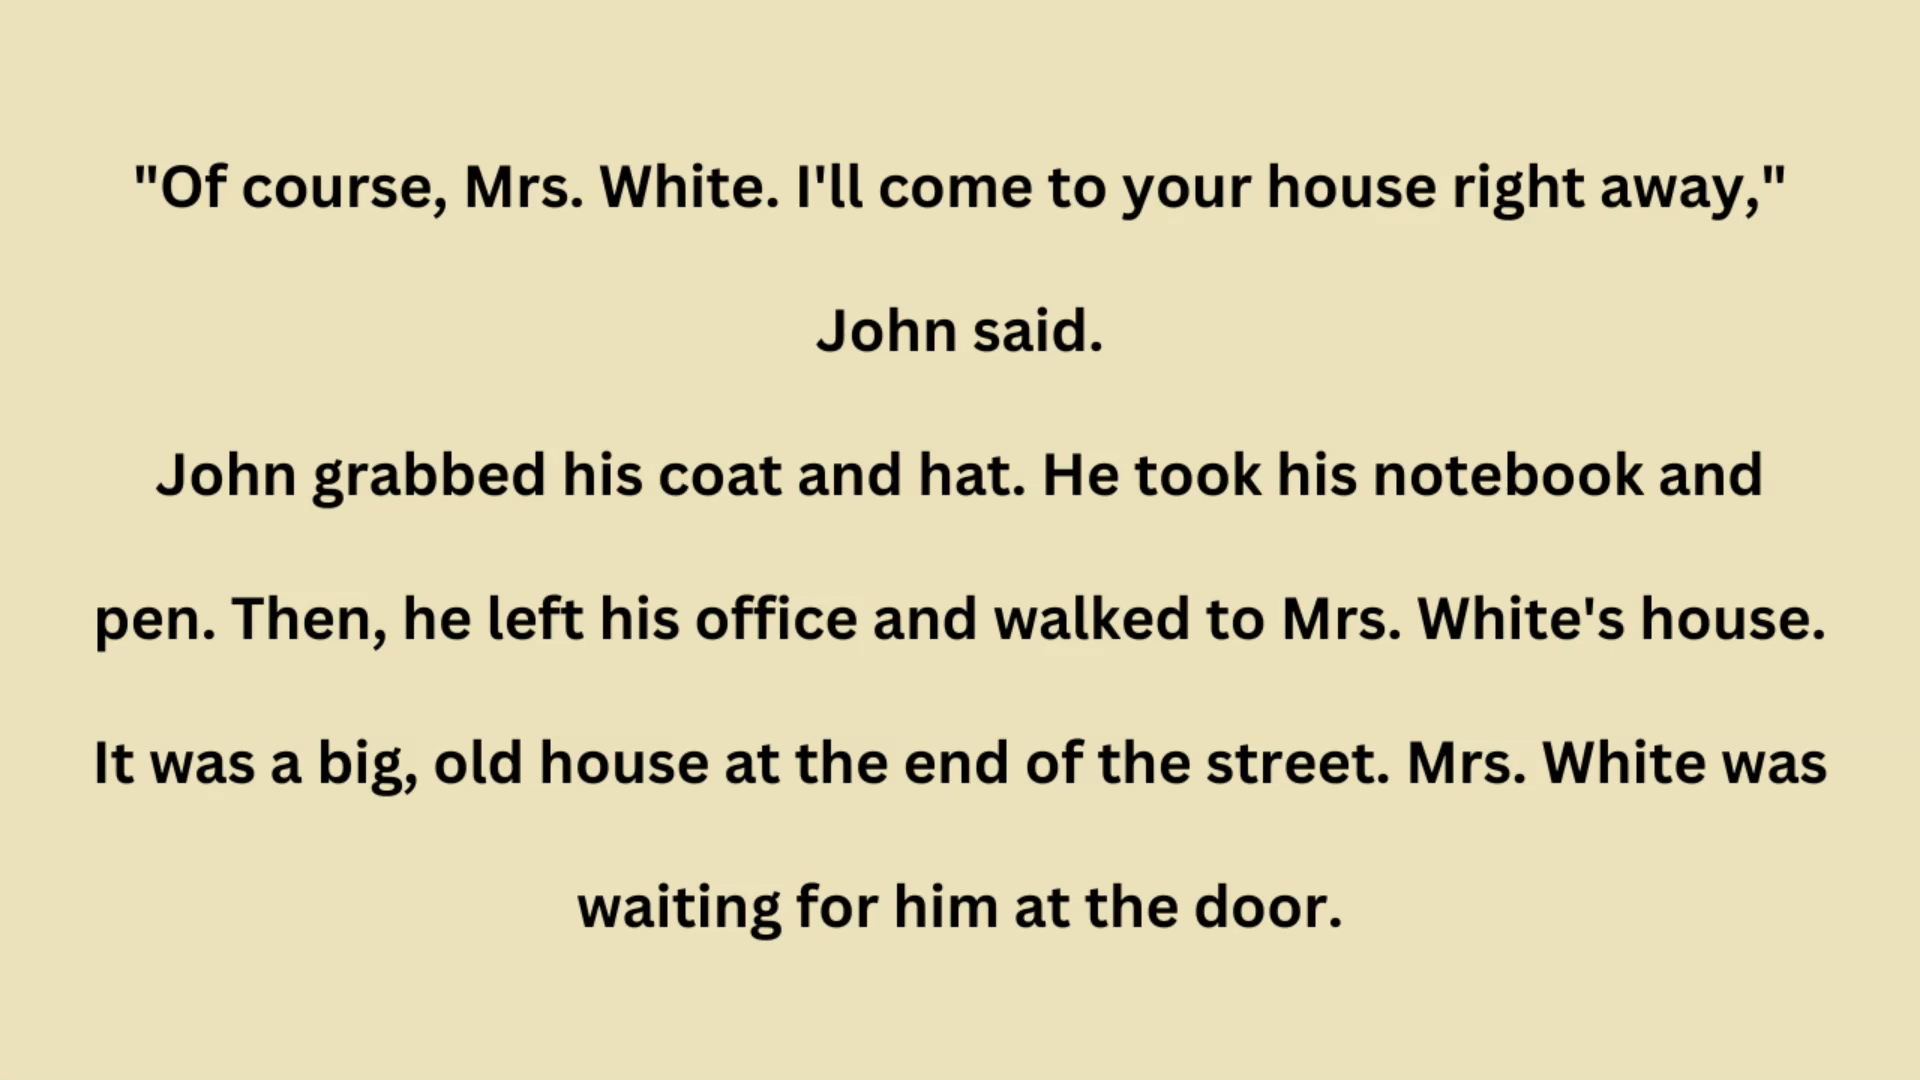 "Of course, Mrs. White. I'll come to your house right away,"
John said.
John grabbed his coat and hat. He took his notebook and
pen. Then, he left his office and walked to Mrs. White's house.
It was a big, old house at the end of the street. Mrs. White was
waiting for him at the door.